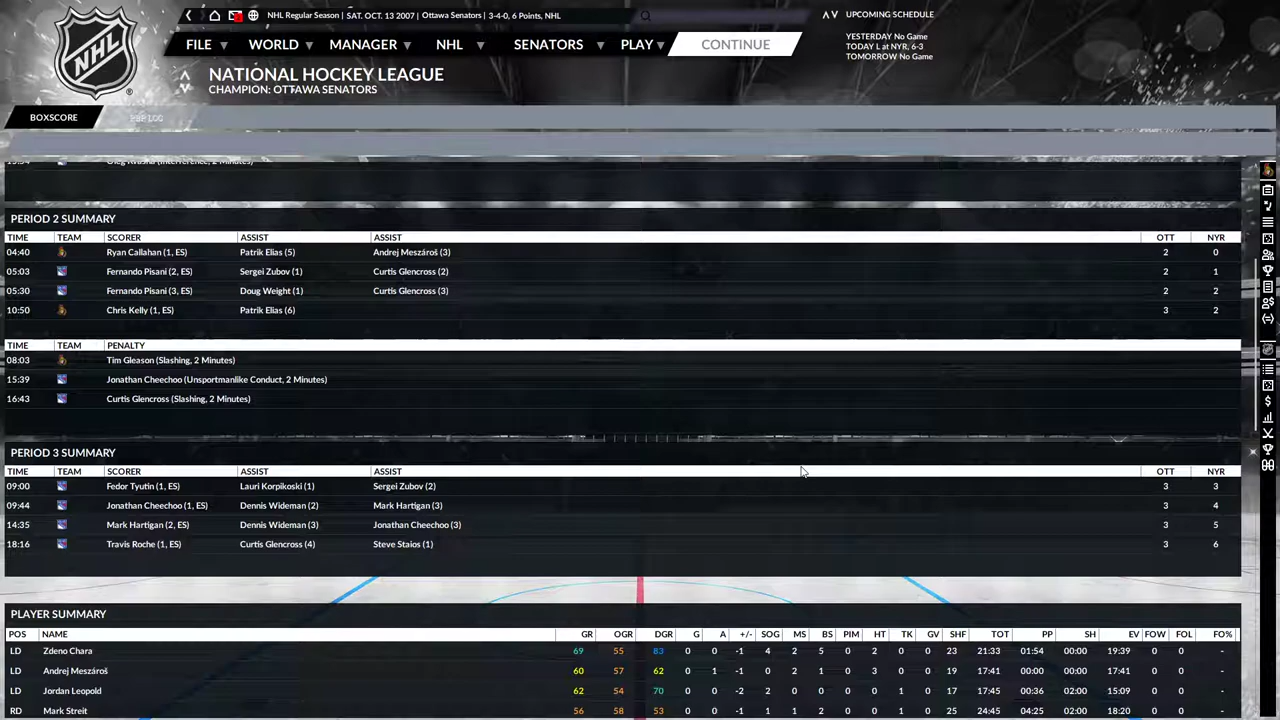 NHL Regular Season | SAT. OCT. 13 2007 | Ottawa Senators | 3-4-0, 6 Points, NHL
UPCOMING SCHEDULE
YESTERDAY No Game
TODAY L at NYR, 6-3
TOMORROW No Game
FILE WORLD MANAGER NHL SENATORS PLAY CONTINUE
NHL
NATIONAL HOCKEY LEAGUE
CHAMPION: OTTAWA SENATORS
BOXSCORE PBP LOG
PERIOD 2 SUMMARY
TIME TEAM SCORER ASSIST ASSIST OTT NYR
04:40 Ryan Callahan (1, ES) Patrik Elias (5) Andrej Meszároš (3) 2 0
05:03 Fernando Pisani (2, ES) Sergei Zubov (1) Curtis Glencross (2) 2 1
05:30 Fernando Pisani (3, ES) Doug Weight (1) Curtis Glencross (3) 2 2
10:50 Chris Kelly (1, ES) Patrik Elias (6) 3 2
TIME TEAM PENALTY
08:03 Tim Gleason (Slashing, 2 Minutes)
15:39 Jonathan Cheechoo (Unsportmanlike Conduct, 2 Minutes)
16:43 Curtis Glencross (Slashing, 2 Minutes)
PERIOD 3 SUMMARY
TIME TEAM SCORER ASSIST ASSIST OTT NYR
09:00 Fedor Tyutin (1, ES) Lauri Korpikoski (1) Sergei Zubov (2) 3 3
09:44 Jonathan Cheechoo (1, ES) Dennis Wideman (2) Mark Hartigan (3) 3 4
14:35 Mark Hartigan (2, ES) Dennis Wideman (3) Jonathan Cheechoo (3) 3 5
18:16 Travis Roche (1, ES) Curtis Glencross (4) Steve Staios (1) 3 6
PLAYER SUMMARY
POS NAME GR OGR DGR G A +/- SOG MS BS PIM HT TK GV SHF TOT PP SH EV FOW FOL FO%
LD Zdeno Chara 69 55 83 0 0 -1 4 2 5 0 2 0 0 23 21:33 01:54 00:00 19:39 0 0 -
LD Andrej Meszároš 60 57 62 0 1 -1 0 2 1 0 3 0 0 19 17:41 00:00 00:00 17:41 0 0 -
LD Jordan Leopold 62 54 70 0 0 -2 2 0 0 0 0 1 0 17 17:45 00:36 02:00 15:09 0 0 -
RD Mark Streit 56 58 53 0 0 -1 1 1 2 0 0 1 0 25 24:45 04:25 02:00 18:20 0 0 -